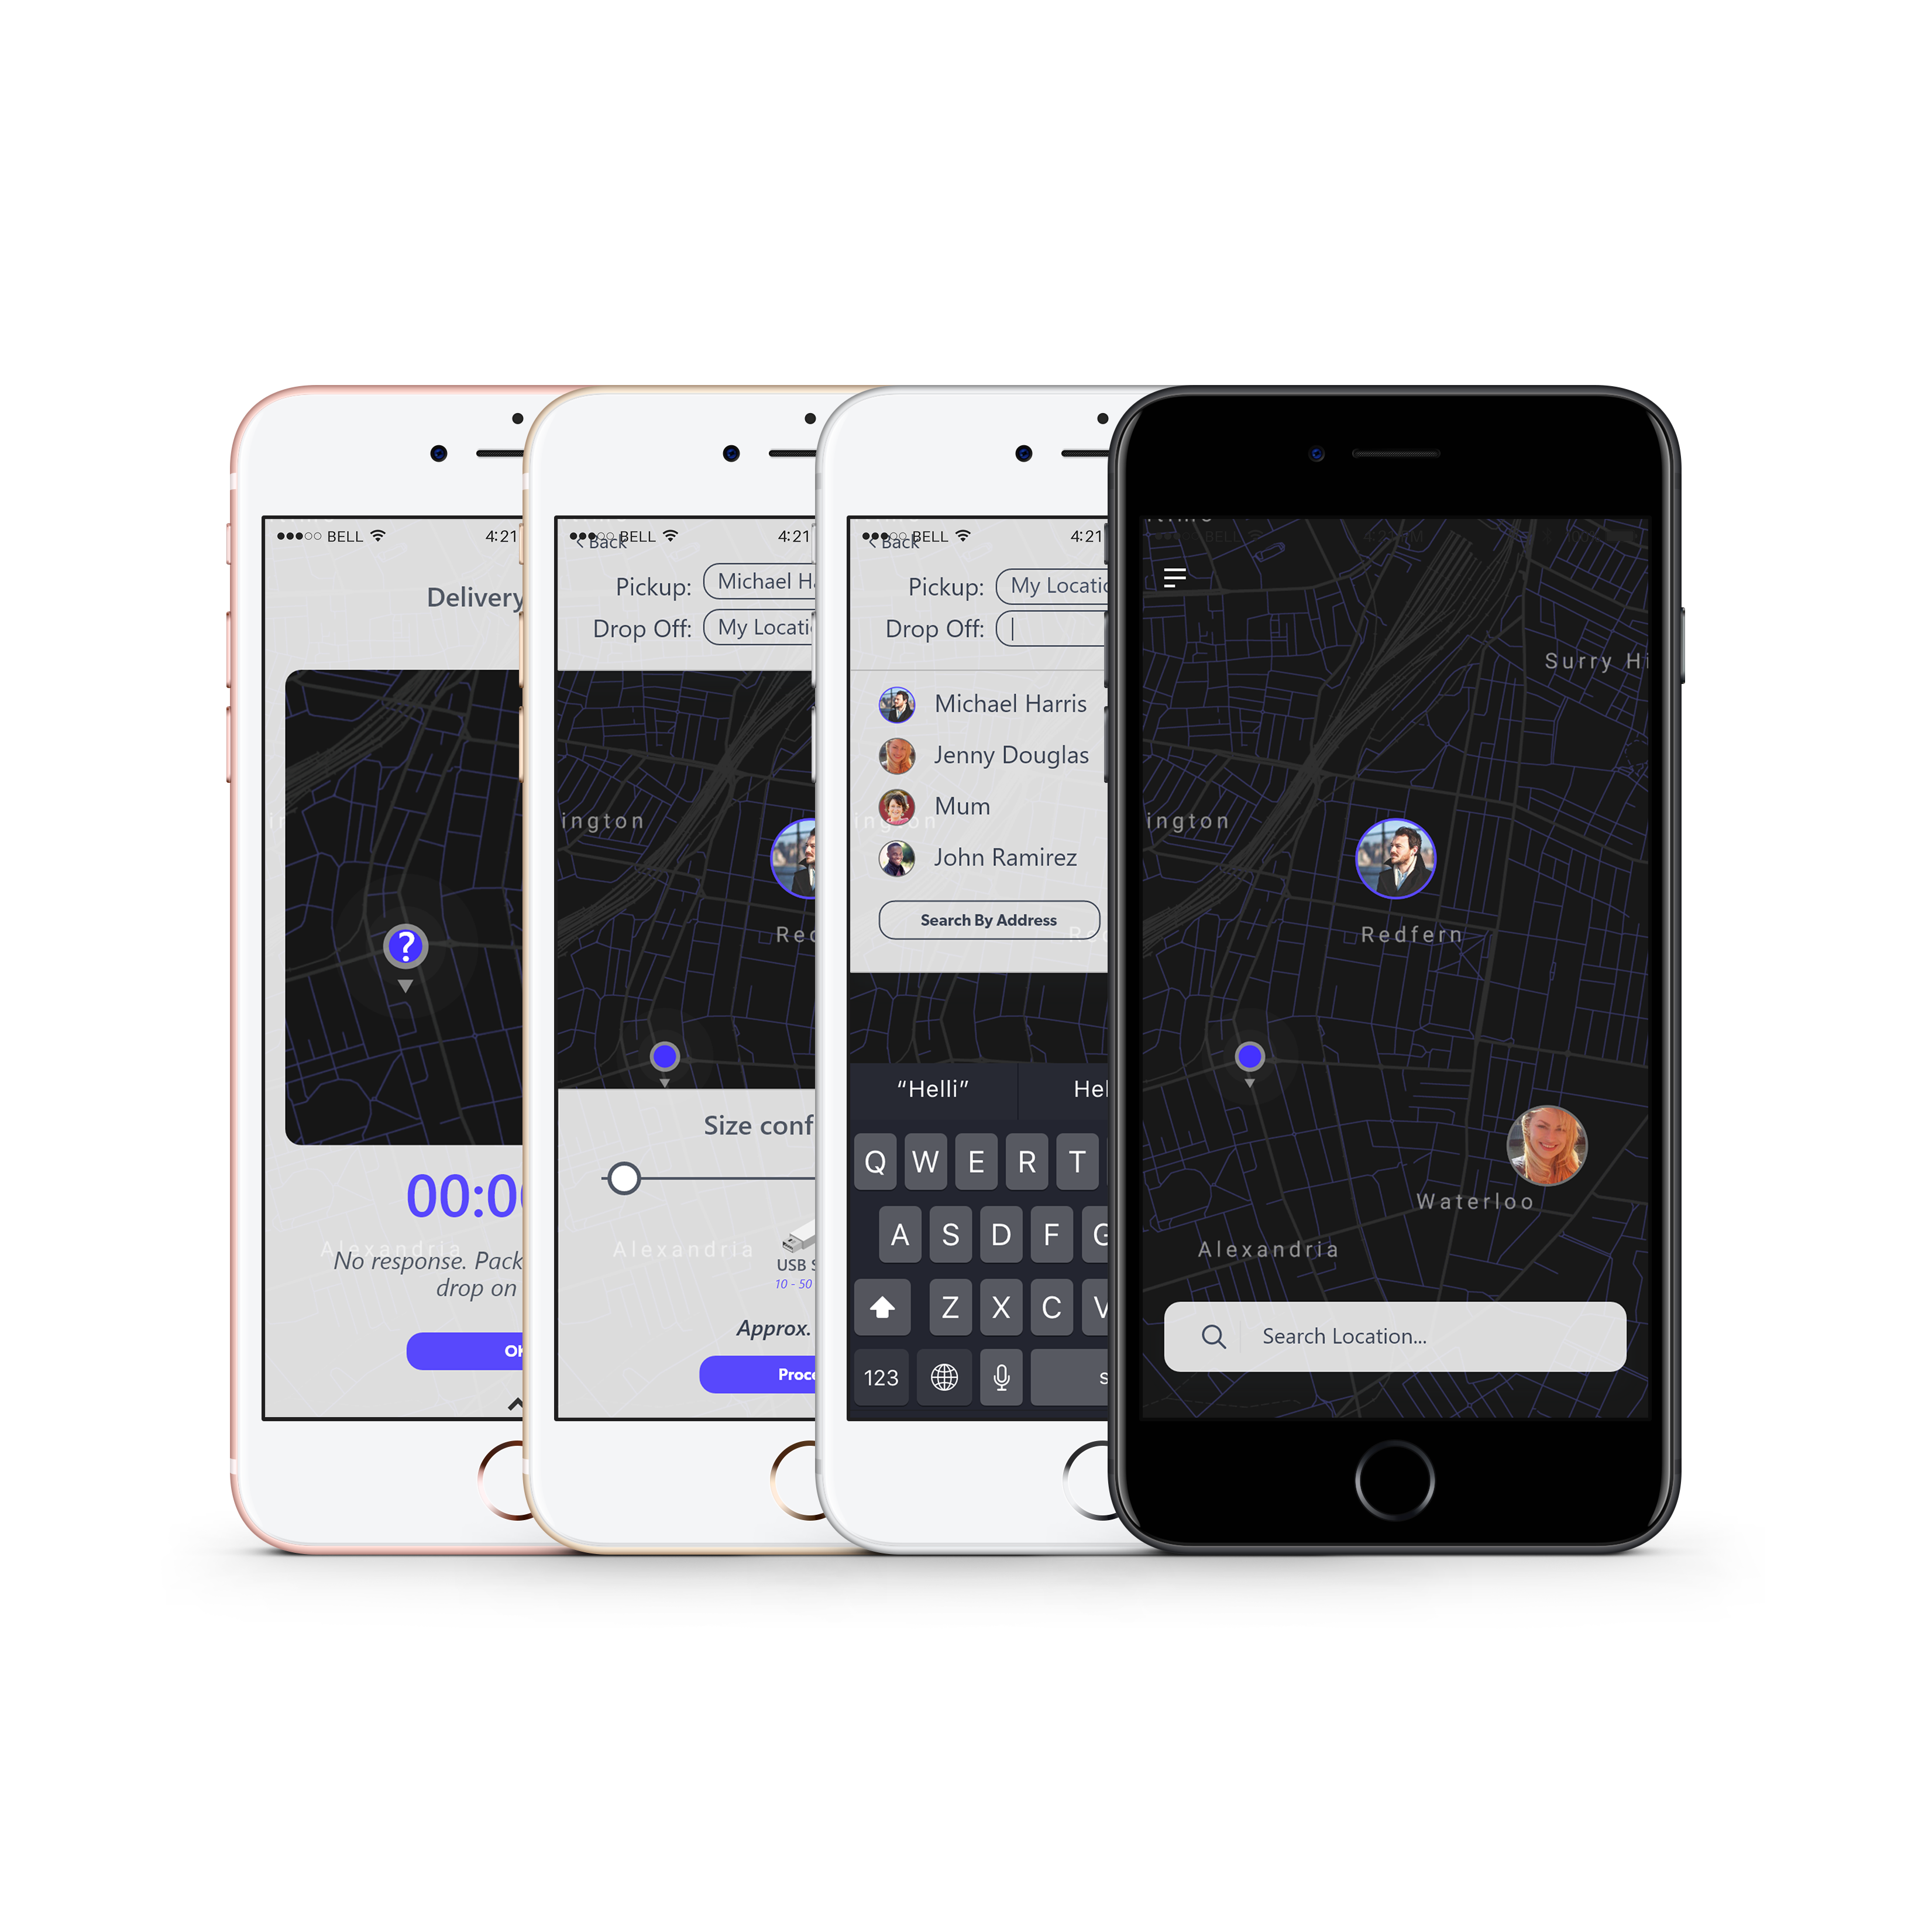 BELL 4:21
Delivery
?
00:0
Alexandria
No response. Pack
drop on
OK
BELL 4:21
< Back
Pickup: Michael Ha
Drop Off: My Locati
ington
Red
Size conf
Alexandria
USB S
10 - 50
Approx.
Proce
BELL 4:21
< Back
Pickup: My Locatio
Drop Off:
Michael Harris
Jenny Douglas
Mum
ington
John Ramirez
Search By Address
“Helli” Hel
Q W E R T
A S D F G
Z X C V
123 s
Surry Hi
ington
Redfern
Waterloo
Alexandria
Search Location...